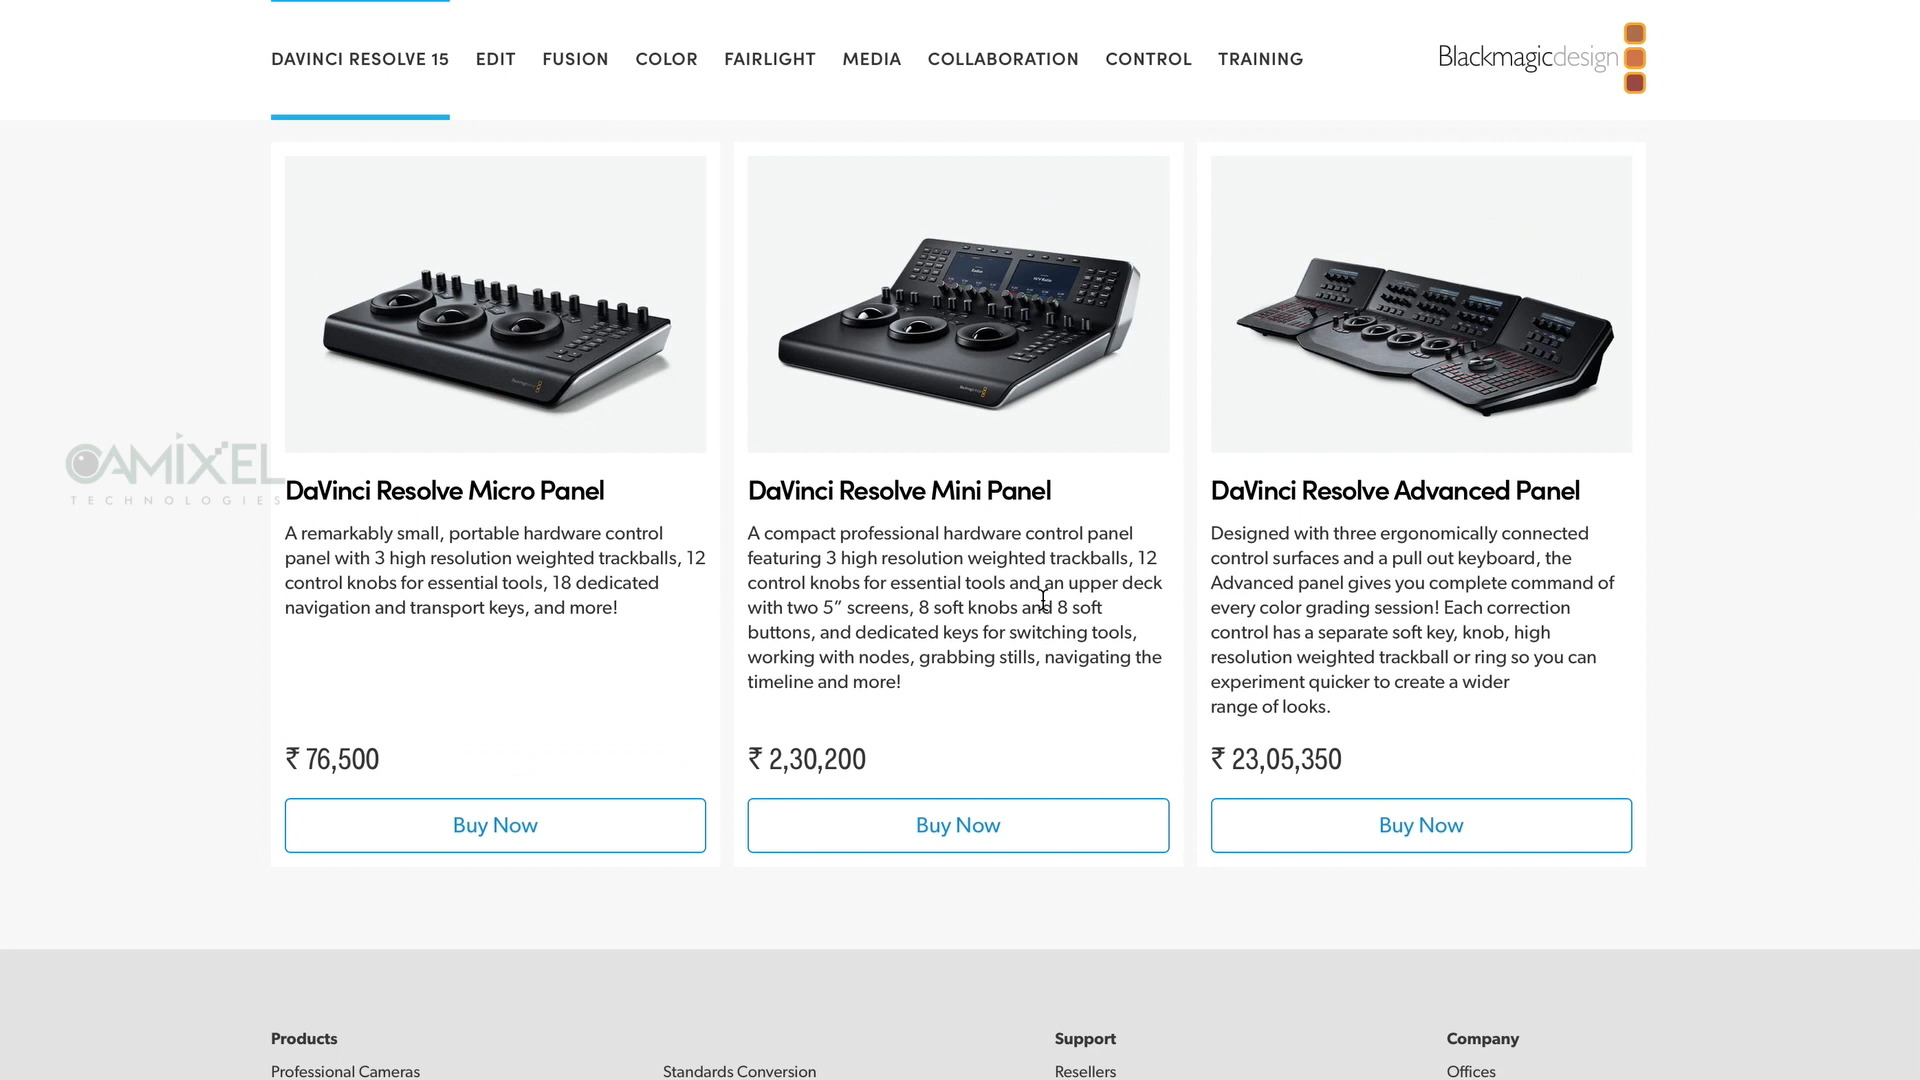 DAVINCI RESOLVE 15 EDIT FUSION COLOR FAIRLIGHT MEDIA COLLABORATION CONTROL TRAINING
Blackmagicdesign
CAMIXEL
TECHNOLOGIES
DaVinci Resolve Micro Panel
A remarkably small, portable hardware control
panel with 3 high resolution weighted trackballs, 12
control knobs for essential tools, 18 dedicated
navigation and transport keys, and more!
₹ 76,500
Buy Now
DaVinci Resolve Mini Panel
A compact professional hardware control panel
featuring 3 high resolution weighted trackballs, 12
control knobs for essential tools and an upper deck
with two 5” screens, 8 soft knobs and 8 soft
buttons, and dedicated keys for switching tools,
working with nodes, grabbing stills, navigating the
timeline and more!
₹ 2,30,200
Buy Now
DaVinci Resolve Advanced Panel
Designed with three ergonomically connected
control surfaces and a pull out keyboard, the
Advanced panel gives you complete command of
every color grading session! Each correction
control has a separate soft key, knob, high
resolution weighted trackball or ring so you can
experiment quicker to create a wider
range of looks.
₹ 23,05,350
Buy Now
Products
Professional Cameras
Standards Conversion
Support
Resellers
Company
Offices